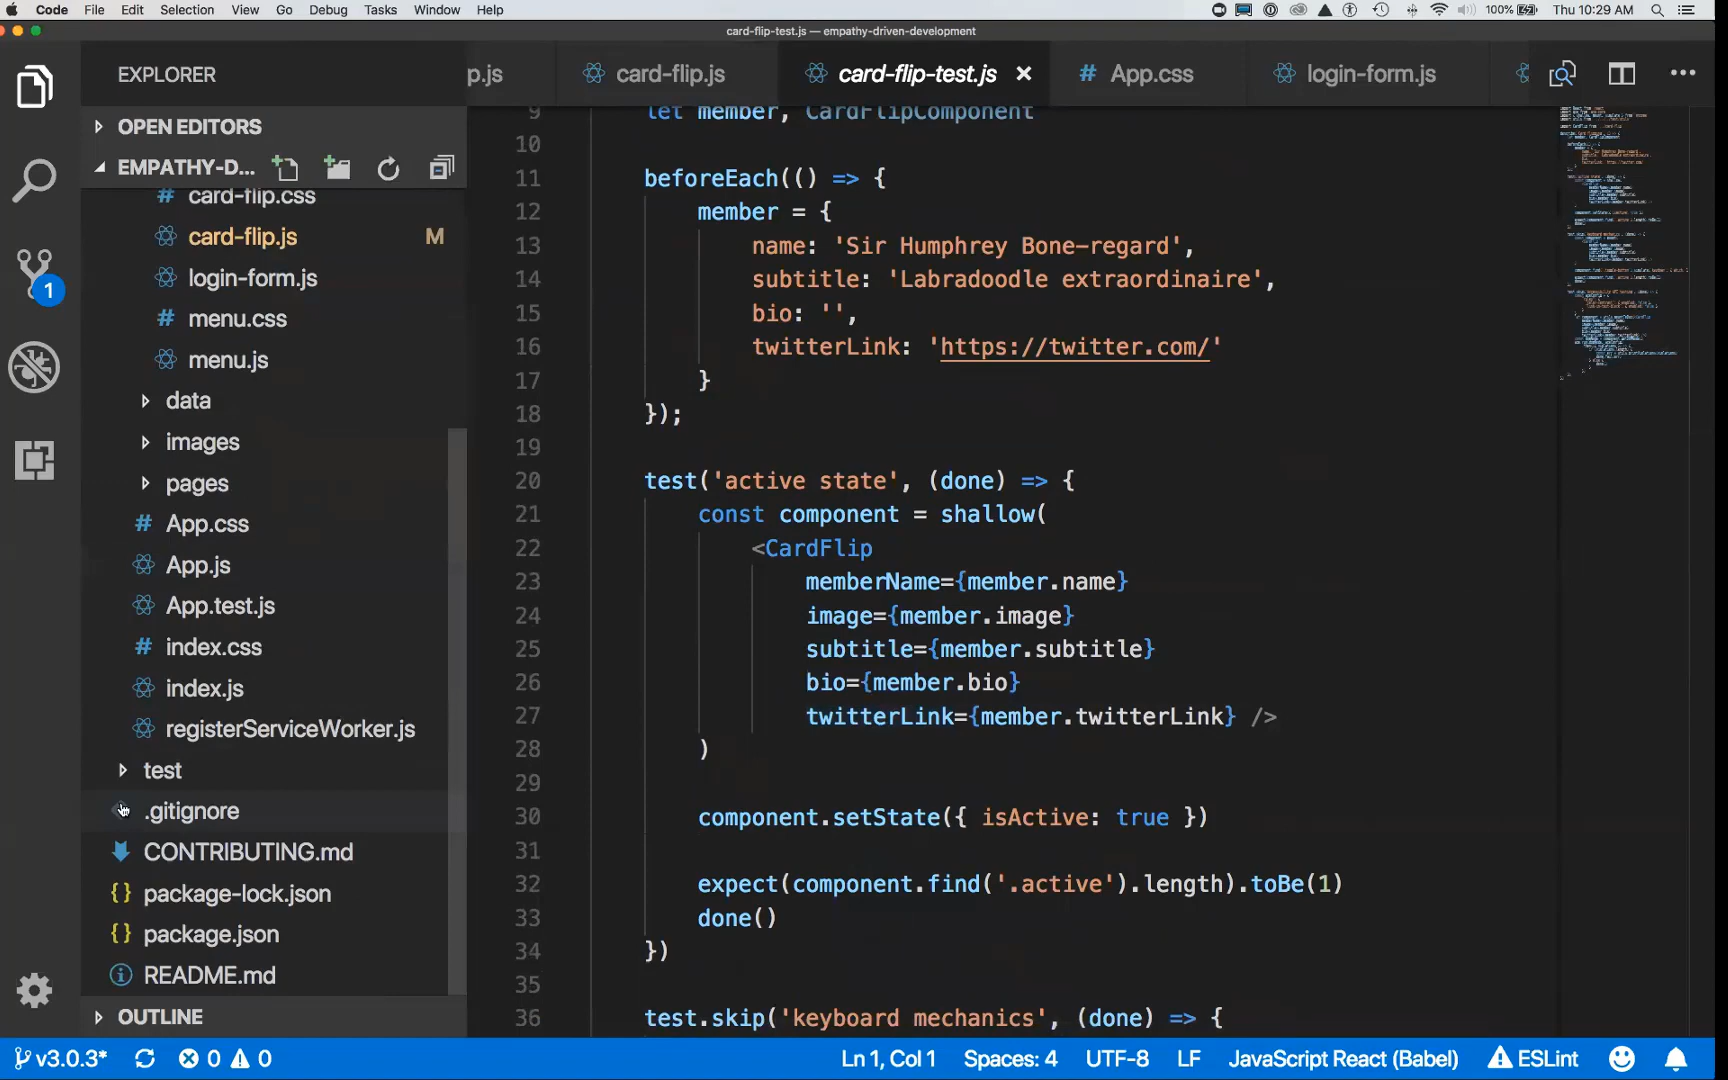 Code File Edit Selection View Go Debug Tasks Window Help 100% Thu 10:29 AM
card-flip-test.js — empathy-driven-development
EXPLORER
p.js card-flip.js card-flip-test.js App.css login-form.js
OPEN EDITORS
EMPATHY-D...
card-flip.css
card-flip.js M
login-form.js
menu.css
menu.js
data
images
pages
App.css
App.js
App.test.js
index.css
index.js
registerServiceWorker.js
test
.gitignore
CONTRIBUTING.md
package-lock.json
package.json
README.md
OUTLINE
1
9 let member, CardFlipComponent
10
11 beforeEach(() => {
12 member = {
13 name: 'Sir Humphrey Bone-regard',
14 subtitle: 'Labradoodle extraordinaire',
15 bio: '',
16 twitterLink: 'https://twitter.com/'
17 }
18 });
19
20 test('active state', (done) => {
21 const component = shallow(
22 <CardFlip
23 memberName={member.name}
24 image={member.image}
25 subtitle={member.subtitle}
26 bio={member.bio}
27 twitterLink={member.twitterLink} />
28 )
29
30 component.setState({ isActive: true })
31
32 expect(component.find('.active').length).toBe(1)
33 done()
34 })
35
36 test.skip('keyboard mechanics', (done) => {
v3.0.3* 0 0 Ln 1, Col 1 Spaces: 4 UTF-8 LF JavaScript React (Babel) ESLint